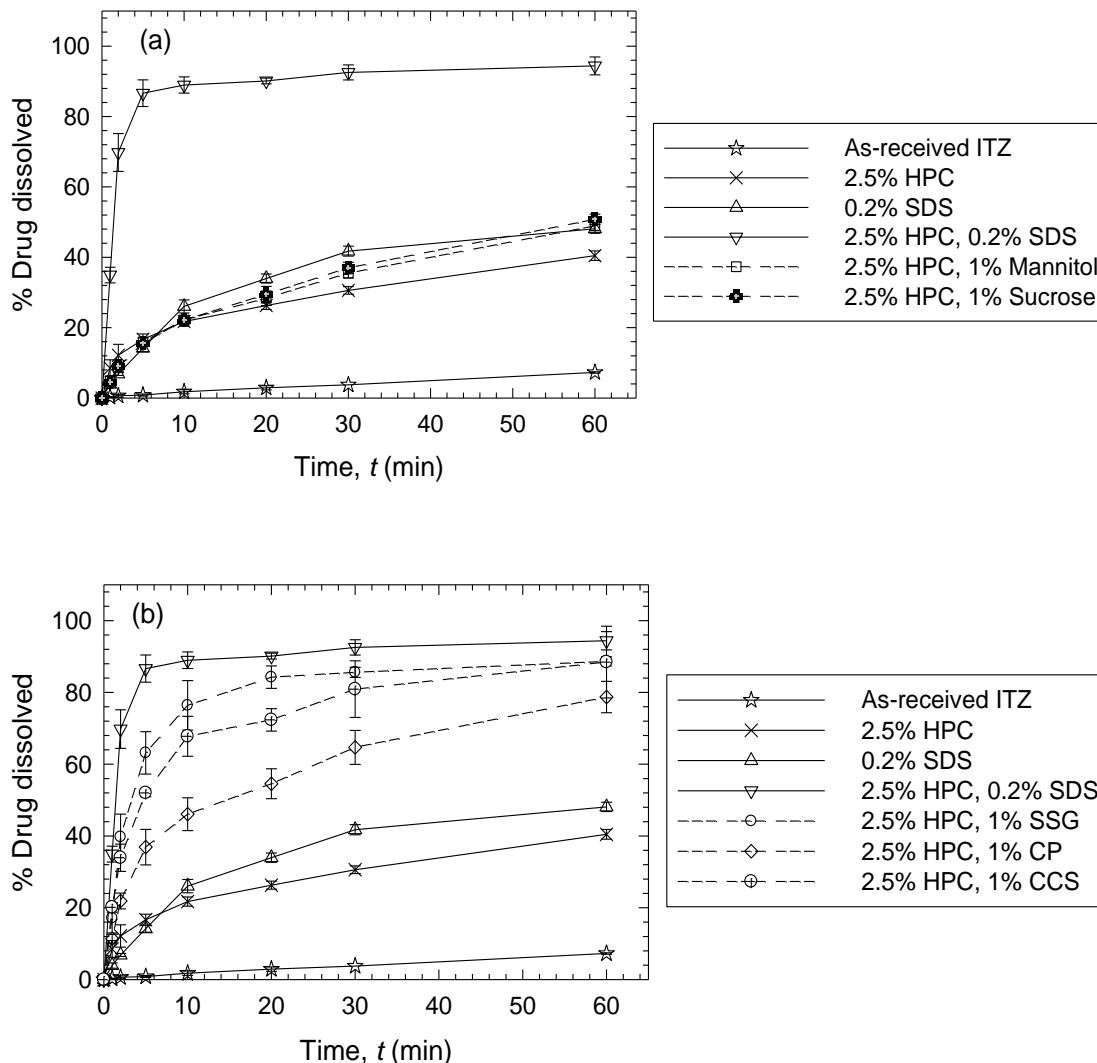 (a)
100
80
60
40
20
0
% Drug dissolved
0 10 20 30 40 50 60
Time, t (min)
As-received ITZ
2.5% HPC
0.2% SDS
2.5% HPC, 0.2% SDS
2.5% HPC, 1% Mannitol
2.5% HPC, 1% Sucrose
(b)
100
80
60
40
20
0
% Drug dissolved
0 10 20 30 40 50 60
Time, t (min)
As-received ITZ
2.5% HPC
0.2% SDS
2.5% HPC, 0.2% SDS
2.5% HPC, 1% SSG
2.5% HPC, 1% CP
2.5% HPC, 1% CCS